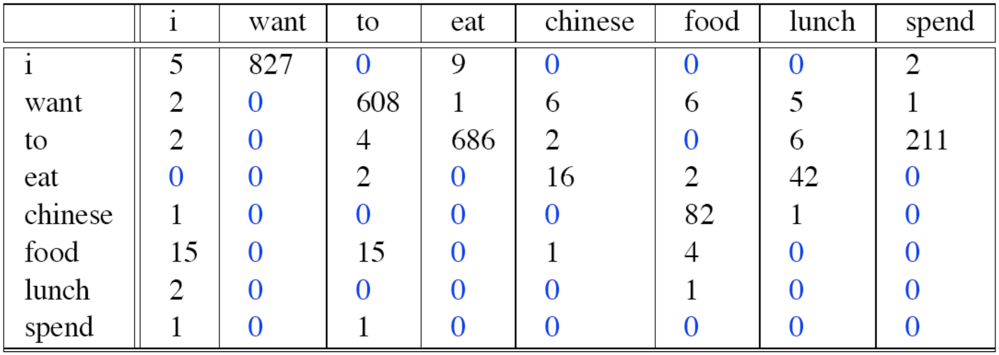 i want to eat chinese food lunch spend
i 5 827 0 9 0 0 0 2
want 2 0 608 1 6 6 5 1
to 2 0 4 686 2 0 6 211
eat 0 0 2 0 16 2 42 0
chinese 1 0 0 0 0 82 1 0
food 15 0 15 0 1 4 0 0
lunch 2 0 0 0 0 1 0 0
spend 1 0 1 0 0 0 0 0